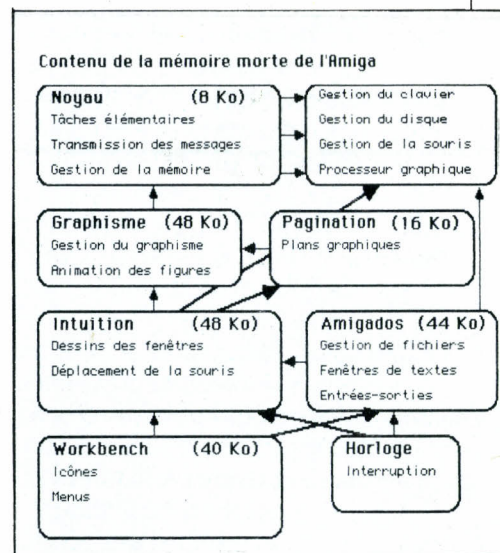 Contenu de la mémoire morte de l'Amiga
Noyau (8 Ko)
Tâches élémentaires
Transmission des messages
Gestion de la mémoire
Gestion du clavier
Gestion du disque
Gestion de la souris
Processeur graphique
Graphisme (48 Ko)
Gestion du graphisme
Animation des figures
Pagination (16 Ko)
Plans graphiques
Intuition (48 Ko)
Dessins des fenêtres
Déplacement de la souris
Amigados (44 Ko)
Gestion de fichiers
Fenêtres de textes
Entrées-sorties
Workbench (40 Ko)
Icônes
Menus
Horloge
Interruption